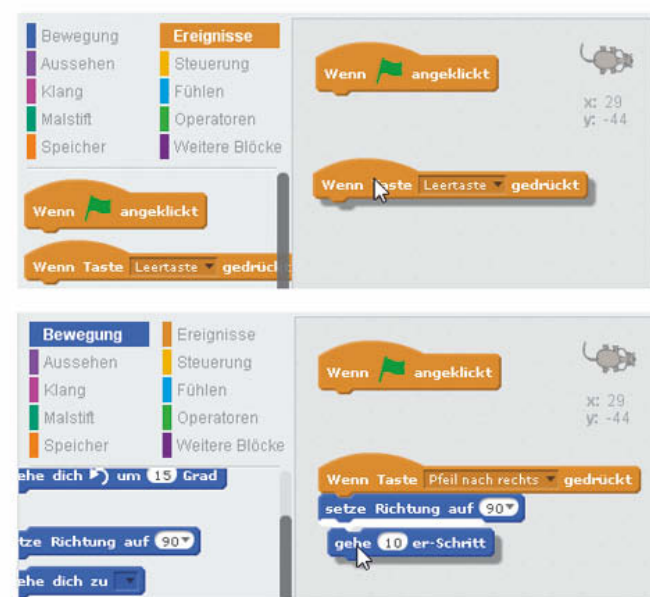 Bewegung
Ereignisse
Aussehen
Steuerung
Klang
Fühlen
Malstift
Operatoren
Speicher
Weitere Blöcke
Wenn angeklickt
Wenn Taste Leertaste gedrück
Wenn angeklickt
x: 29
y: -44
Wenn Taste Leertaste gedrückt
Bewegung
Ereignisse
Aussehen
Steuerung
Klang
Fühlen
Malstift
Operatoren
Speicher
Weitere Blöcke
ehe dich um 15 Grad
tze Richtung auf 90
ehe dich zu
Wenn angeklickt
x: 29
y: -44
Wenn Taste Pfeil nach rechts gedrückt
setze Richtung auf 90
gehe 10 er-Schritt